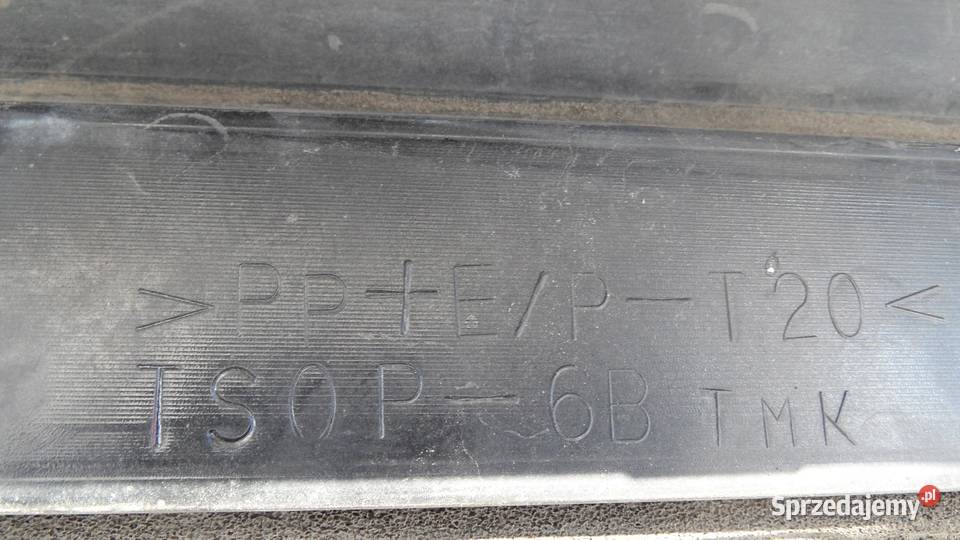 >PP+E/P-T20<
TSOP-6B TMK
Sprzedajemy.pl